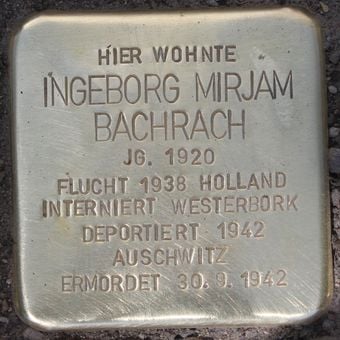 HIER WOHNTE
INGEBORG MIRJAM
BACHRACH
JG. 1920
FLUCHT 1938 HOLLAND
INTERNIERT WESTERBORK
DEPORTIERT 1942
AUSCHWITZ
ERMORDET 30.9.1942